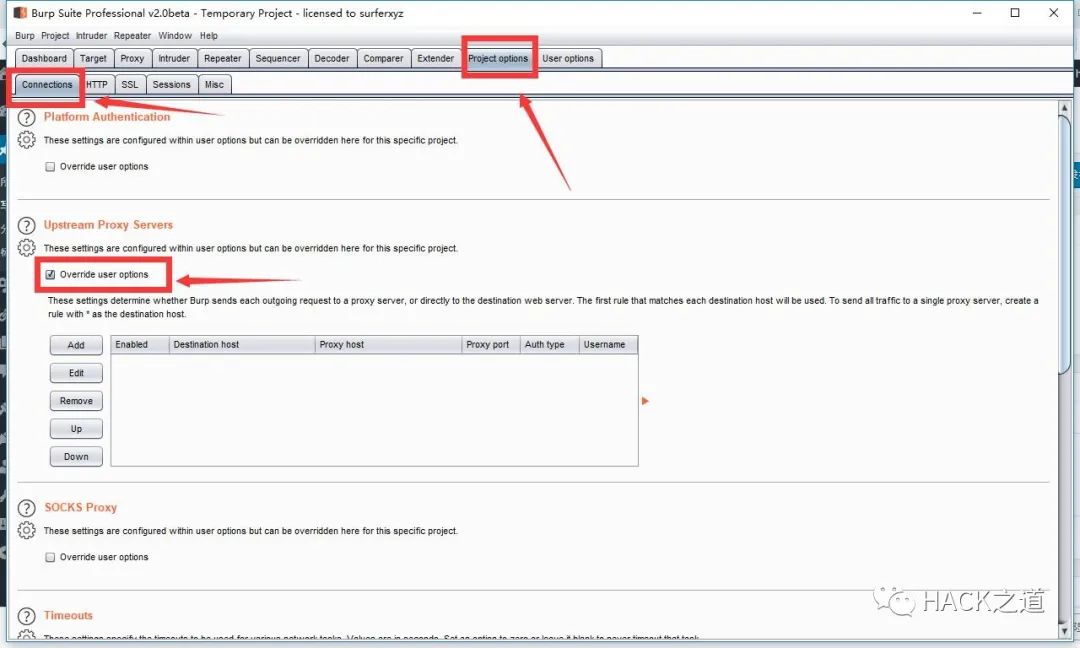 Burp Suite Professional v2.0beta - Temporary Project - licensed to surferxyz
Burp Project Intruder Repeater Window Help
Dashboard Target Proxy Intruder Repeater Sequencer Decoder Comparer Extender Project options User options
Connections HTTP SSL Sessions Misc
Platform Authentication
These settings are configured within user options but can be overridden here for this specific project.
Override user options
Upstream Proxy Servers
These settings are configured within user options but can be overridden here for this specific project.
Override user options
These settings determine whether Burp sends each outgoing request to a proxy server, or directly to the destination web server. The first rule that matches each destination host will be used. To send all traffic to a single proxy server, create a
rule with * as the destination host.
Add Enabled Destination host Proxy host Proxy port Auth type Username
Edit
Remove
Up
Down
SOCKS Proxy
These settings are configured within user options but can be overridden here for this specific project.
Override user options
HACK之道
Timeouts
These settings specify the timeouts to be used for various network tasks. Values are in seconds. Set an option to zero or leave it blank to never timeout that task.